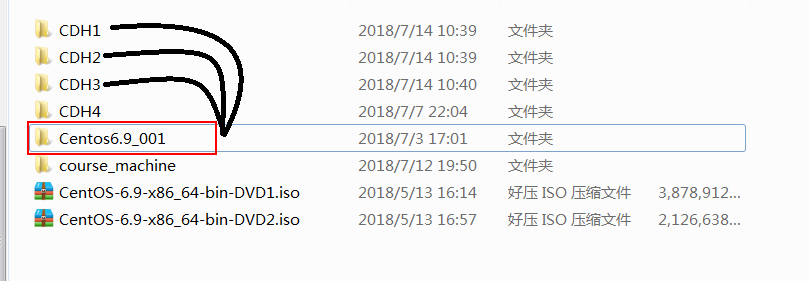 CDH1 2018/7/14 10:39 文件夹
CDH2 2018/7/14 10:39 文件夹
CDH3 2018/7/14 10:40 文件夹
CDH4 2018/7/7 22:04 文件夹
Centos6.9_001 2018/7/3 17:01 文件夹
course_machine 2018/7/12 19:50 文件夹
CentOS-6.9-x86_64-bin-DVD1.iso 2018/5/13 16:14 好压 ISO 压缩文件 3,878,912...
CentOS-6.9-x86_64-bin-DVD2.iso 2018/5/13 16:57 好压 ISO 压缩文件 2,126,638...